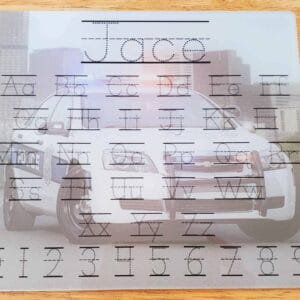 Jace
Aa Bb Cc Dd Ee Ff
Gg Hh Ii Jj Kk Ll
Mm Nn Oo Pp Qq Rr
Ss Tt Uu Vv Ww
Xx Yy Zz
1 2 3 4 5 6 7 8 9